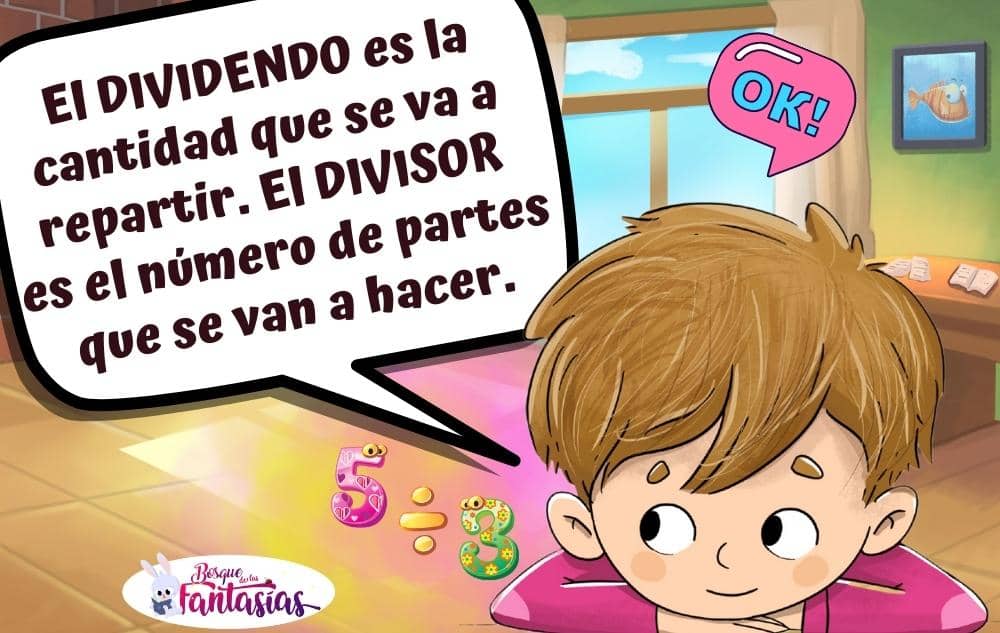 El DIVIDENDO es la
cantidad que se va a
repartir. El DIVISOR
es el número de partes
que se van a hacer.
OK!
5 ÷ 3
Bosque de las
Fantasías